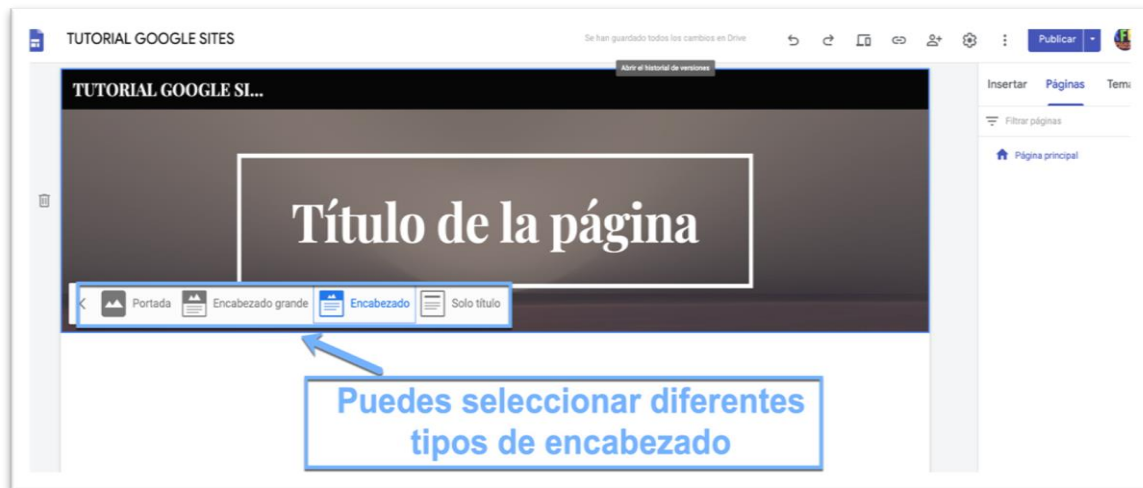 TUTORIAL GOOGLE SITES
Se han guardado todos los cambios en Drive
Publicar
Abrir el historial de versiones
TUTORIAL GOOGLE SI...
Insertar Páginas Tema
Filtrar páginas
Página principal
Título de la página
Portada Encabezado grande Encabezado Solo título
Puedes seleccionar diferentes
tipos de encabezado